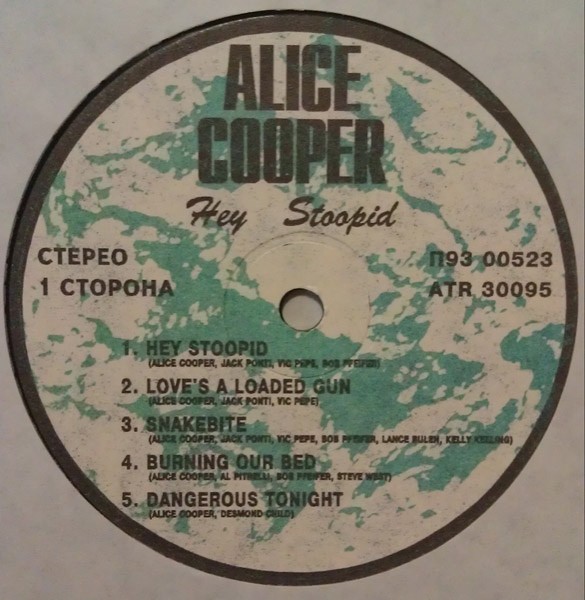 ALICE
COOPER
Hey Stoopid
СТЕРЕО П93 00523
1 СТОРОНА ATR 30095
1. HEY STOOPID
(ALICE COOPER, JACK PONTI, VIC PEPE, BOB PFEIFER)
2. LOVE'S A LOADED GUN
(ALICE COOPER, JACK PONTI, VIC PEPE)
3. SNAKEBITE
(ALICE COOPER, JACK PONTI, VIC PEPE, BOB PFEIFER, LANCE BULEN, KELLY KEELING)
4. BURNING OUR BED
(ALICE COOPER, AL PITRELLI, BOB PFEIFER, STEVE WEST)
5. DANGEROUS TONIGHT
(ALICE COOPER, DESMOND CHILD)